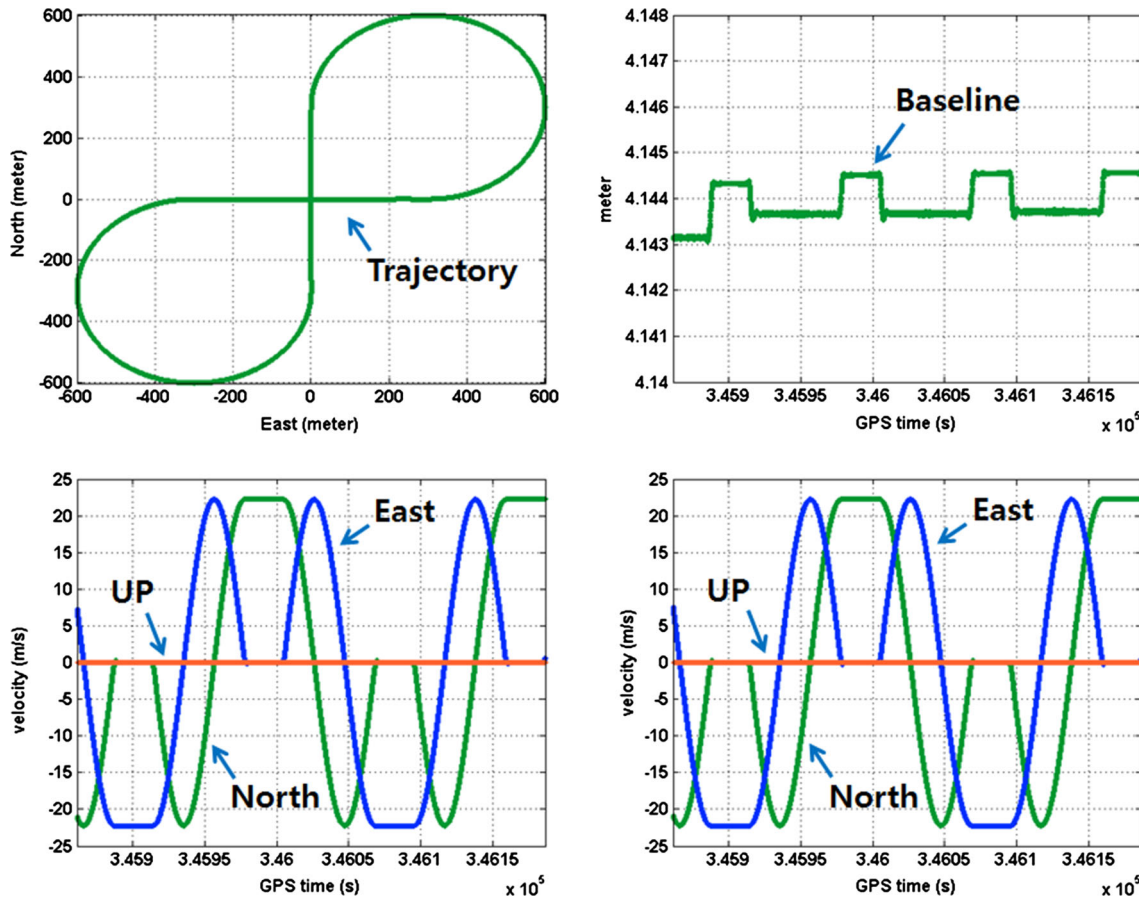 600
400
200
0
-200
-400
-600
North (meter)
Trajectory
-600 -400 -200 0 200 400 600
East (meter)
4.148
4.147
4.146
4.145
4.144
4.143
4.142
4.141
4.14
meter
Baseline
3.459 3.4595 3.46 3.4605 3.461 3.4615
GPS time (s)
x 10⁵
25
20
15
10
5
0
-5
-10
-15
-20
-25
velocity (m/s)
East
UP
North
3.459 3.4595 3.46 3.4605 3.461 3.4615
GPS time (s)
x 10⁵
25
20
15
10
5
0
-5
-10
-15
-20
-25
velocity (m/s)
East
UP
North
3.459 3.4595 3.46 3.4605 3.461 3.4615
GPS time (s)
x 10⁵